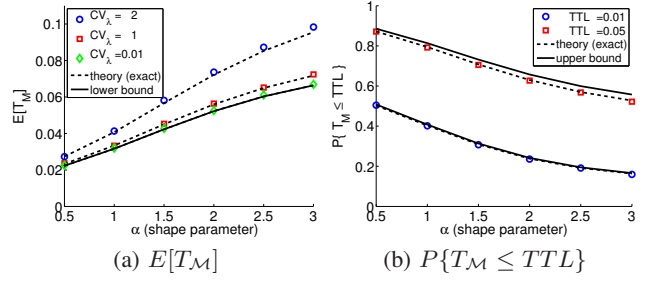 0.1
0.08
0.06
0.04
0.02
0
E[T_M]
CV_λ = 2
CV_λ = 1
CV_λ =0.01
theory (exact)
lower bound
0.5 1 1.5 2 2.5 3
α (shape parameter)
(a) E[T_M]
1
0.8
0.6
0.4
0.2
0
P{ T_M ≤ TTL }
TTL =0.01
TTL =0.05
theory (exact)
upper bound
0.5 1 1.5 2 2.5 3
α (shape parameter)
(b) P{T_M ≤ TTL}